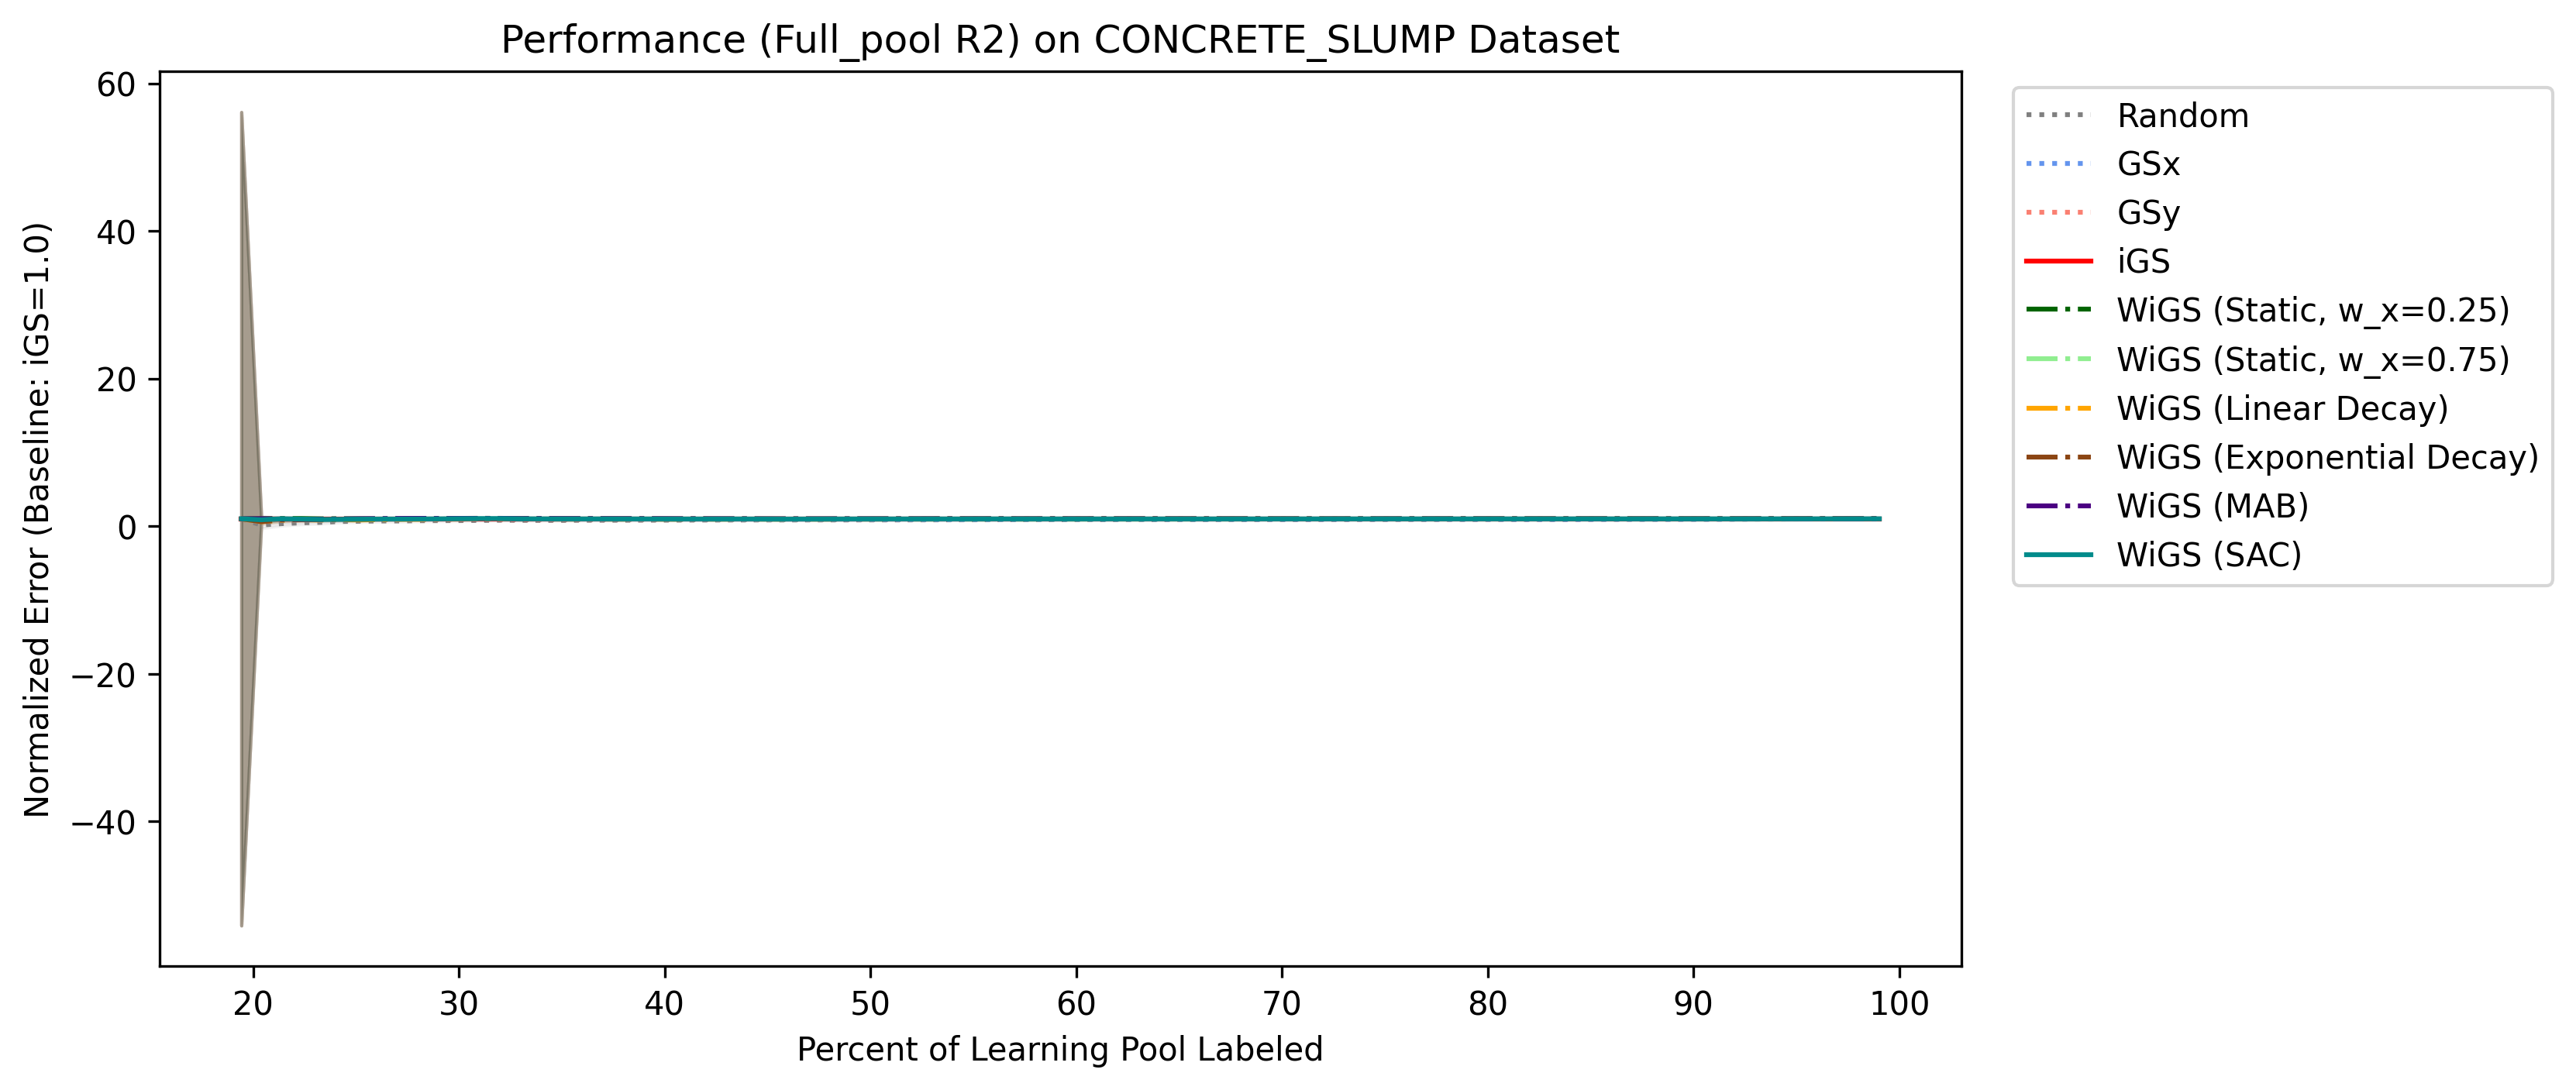 Performance (Full_pool R2) on CONCRETE_SLUMP Dataset
Normalized Error (Baseline: iGS=1.0)
60
40
20
0
−20
−40
20 30 40 50 60 70 80 90 100
Percent of Learning Pool Labeled
Random
GSx
GSy
iGS
WiGS (Static, w_x=0.25)
WiGS (Static, w_x=0.75)
WiGS (Linear Decay)
WiGS (Exponential Decay)
WiGS (MAB)
WiGS (SAC)